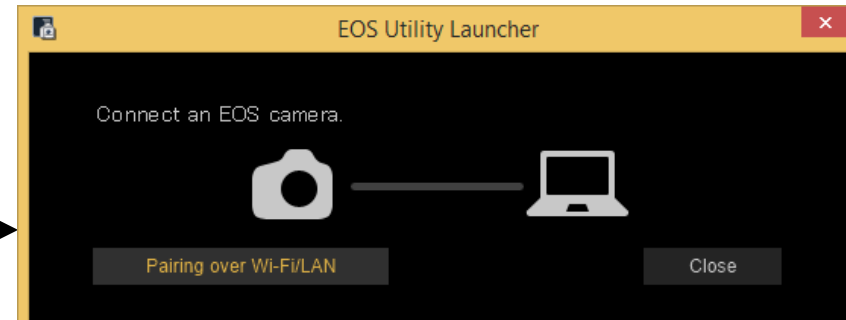 EOS Utility Launcher
Connect an EOS camera.
Pairing over Wi-Fi/LAN
Close